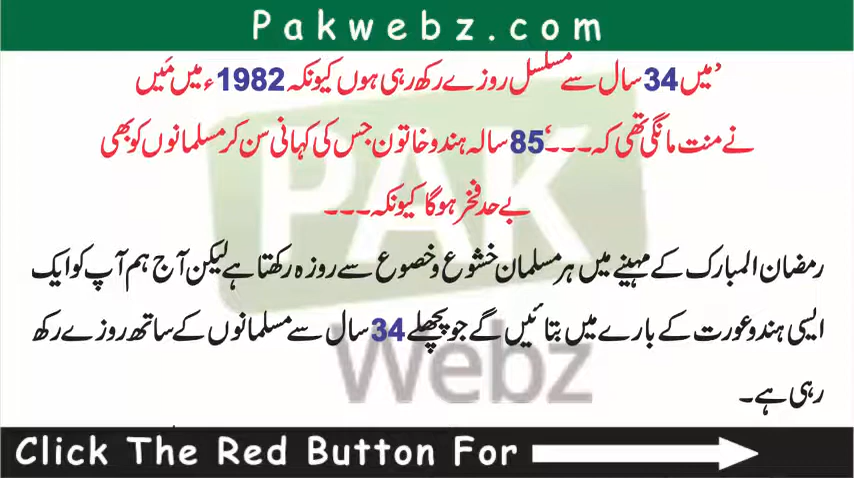 Pakwebz.com
’میں 34 سال سے مسلسل روزے رکھ رہی ہوں کیونکہ 1982ء میں مَیں
نے منت مانگی تھی کہ۔۔۔‘ 85 سالہ ہندو خاتون جس کی کہانی سن کر مسلمانوں کو بھی
بے حد فخر ہوگا کیونکہ۔۔۔
رمضان المبارک کے مہینے میں ہر مسلمان خشوع و خصوع سے روزہ رکھتا ہے لیکن آج ہم آپ کو ایک
ایسی ہندو عورت کے بارے میں بتائیں گے جو پچھلے 34 سال سے مسلمانوں کے ساتھ روزے رکھ
رہی ہے۔
PAK
Webz
Click The Red Button For